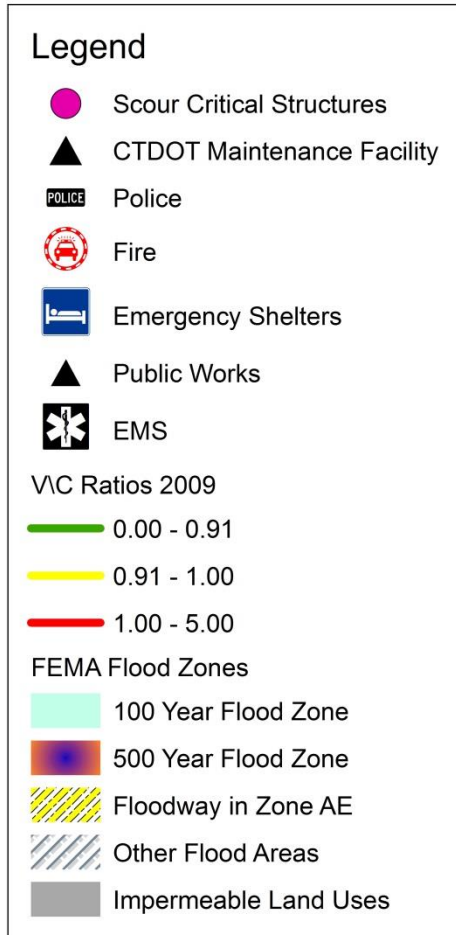 Legend
Scour Critical Structures
CTDOT Maintenance Facility
POLICE Police
Fire
Emergency Shelters
Public Works
EMS
V\C Ratios 2009
0.00 - 0.91
0.91 - 1.00
1.00 - 5.00
FEMA Flood Zones
100 Year Flood Zone
500 Year Flood Zone
Floodway in Zone AE
Other Flood Areas
Impermeable Land Uses